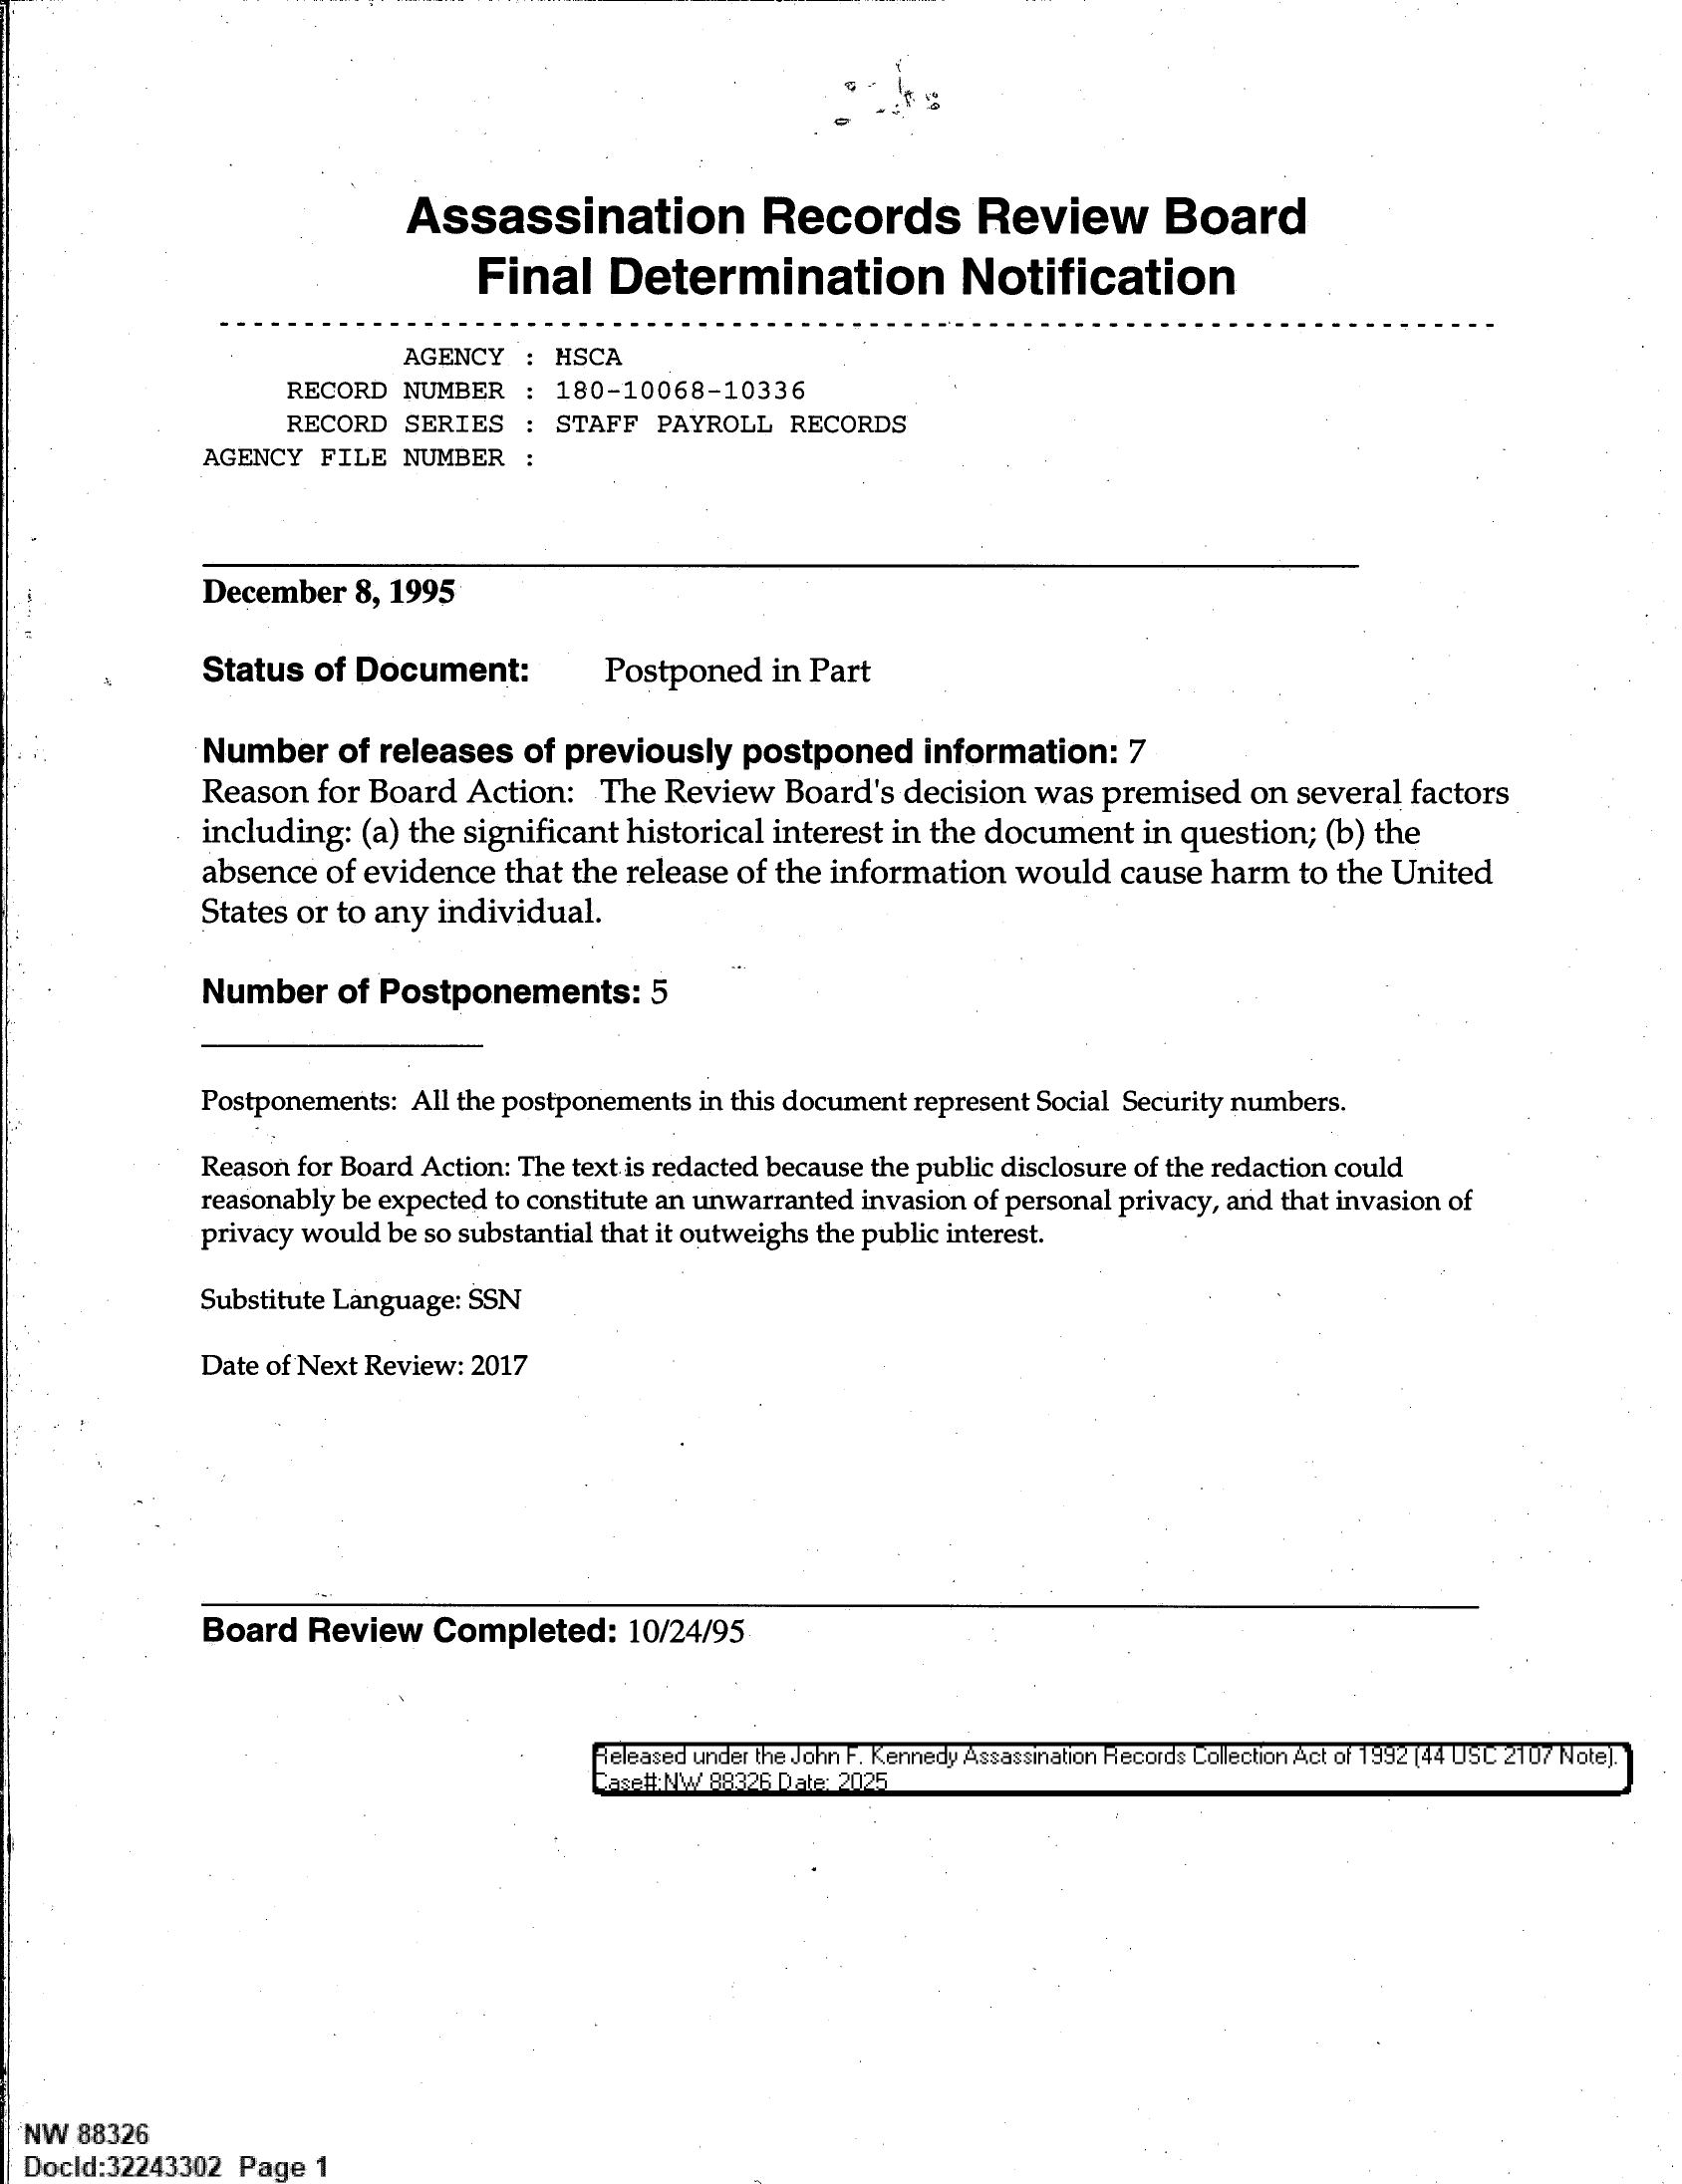 Assassination Records Review Board
Final Determination Notification
AGENCY : HSCA
RECORD NUMBER : 180-10068-10336
RECORD SERIES : STAFF PAYROLL RECORDS
AGENCY FILE NUMBER :
December 8, 1995
Status of Document: Postponed in Part
Number of releases of previously postponed information: 7
Reason for Board Action: The Review Board's decision was premised on several factors
including: (a) the significant historical interest in the document in question; (b) the
absence of evidence that the release of the information would cause harm to the United
States or to any individual.
Number of Postponements: 5
Postponements: All the postponements in this document represent Social Security numbers.
Reason for Board Action: The text is redacted because the public disclosure of the redaction could
reasonably be expected to constitute an unwarranted invasion of personal privacy, and that invasion of
privacy would be so substantial that it outweighs the public interest.
Substitute Language: SSN
Date of Next Review: 2017
Board Review Completed: 10/24/95
Released under the John F. Kennedy Assassination Records Collection Act of 1992 (44 USC 2107 Note).
Case#:NW 88326 Date: 2025
NW 88326
DocId:32243302 Page 1